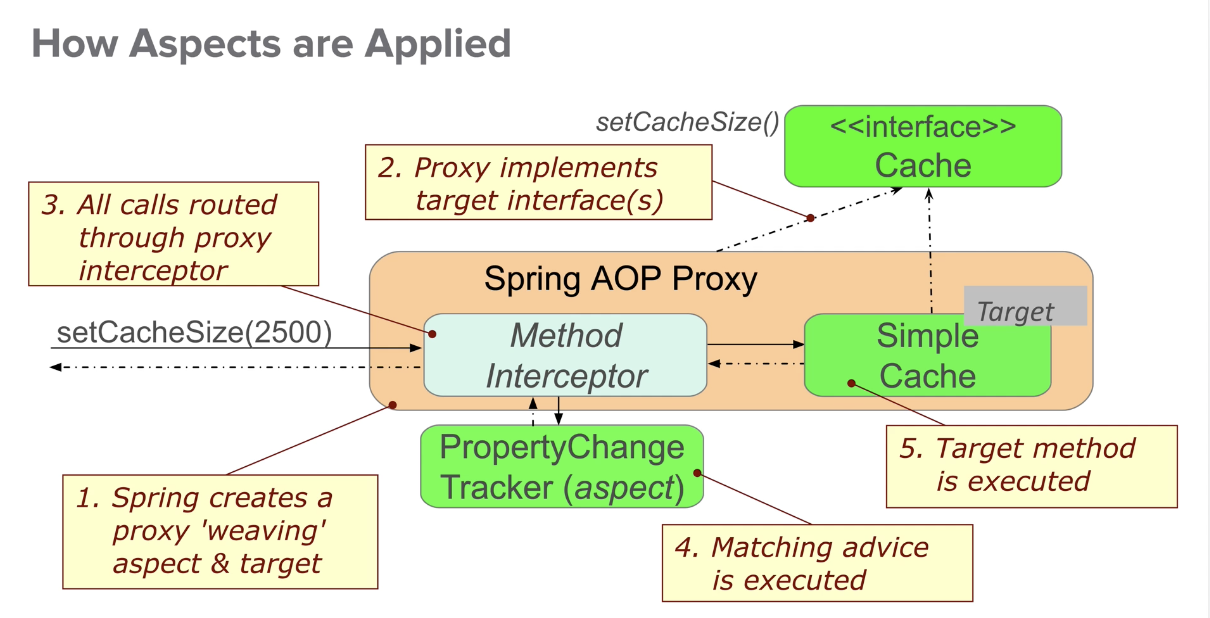 How Aspects are Applied
setCacheSize()
<<interface>>
Cache
2. Proxy implements
target interface(s)
3. All calls routed
through proxy
interceptor
Spring AOP Proxy
setCacheSize(2500)
Method
Interceptor
Target
Simple
Cache
PropertyChange
Tracker (aspect)
1. Spring creates a
proxy 'weaving'
aspect & target
5. Target method
is executed
4. Matching advice
is executed